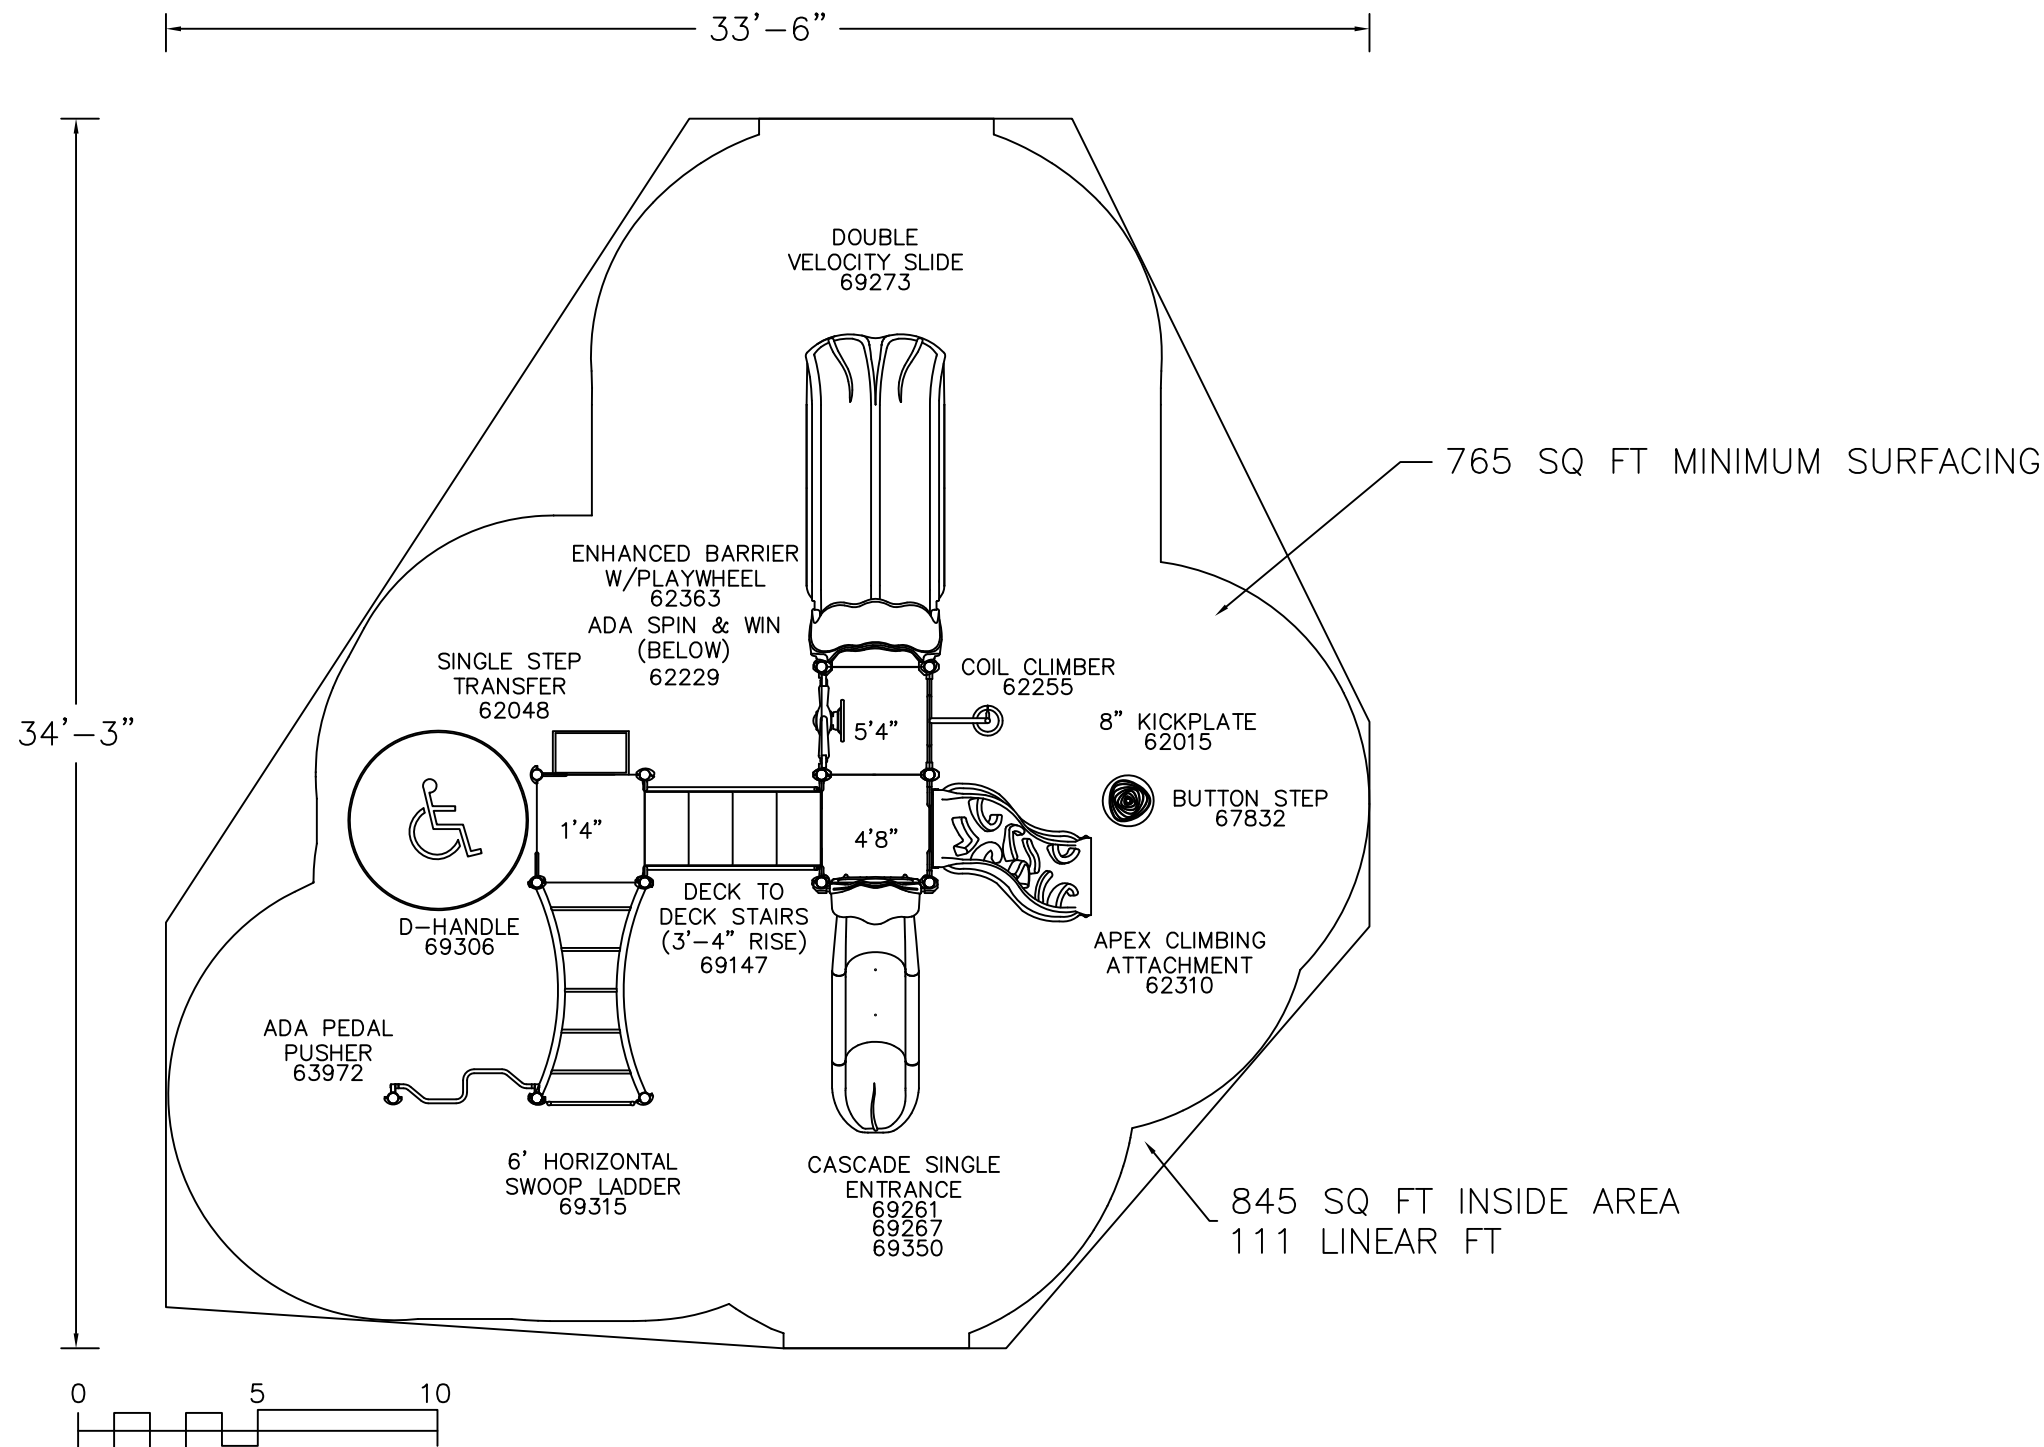 33'-6"
DOUBLE
VELOCITY SLIDE
69273
765 SQ FT MINIMUM SURFACING
ENHANCED BARRIER
W/PLAYWHEEL
62363
ADA SPIN & WIN
(BELOW)
62229
SINGLE STEP
TRANSFER
62048
COIL CLIMBER
62255
34'-3"
5'4"
8" KICKPLATE
62015
BUTTON STEP
67832
1'4"
4'8"
D-HANDLE
69306
DECK TO
DECK STAIRS
(3'-4" RISE)
69147
APEX CLIMBING
ATTACHMENT
62310
ADA PEDAL
PUSHER
63972
6' HORIZONTAL
SWOOP LADDER
69315
CASCADE SINGLE
ENTRANCE
69261
69267
69350
845 SQ FT INSIDE AREA
111 LINEAR FT
0 5 10